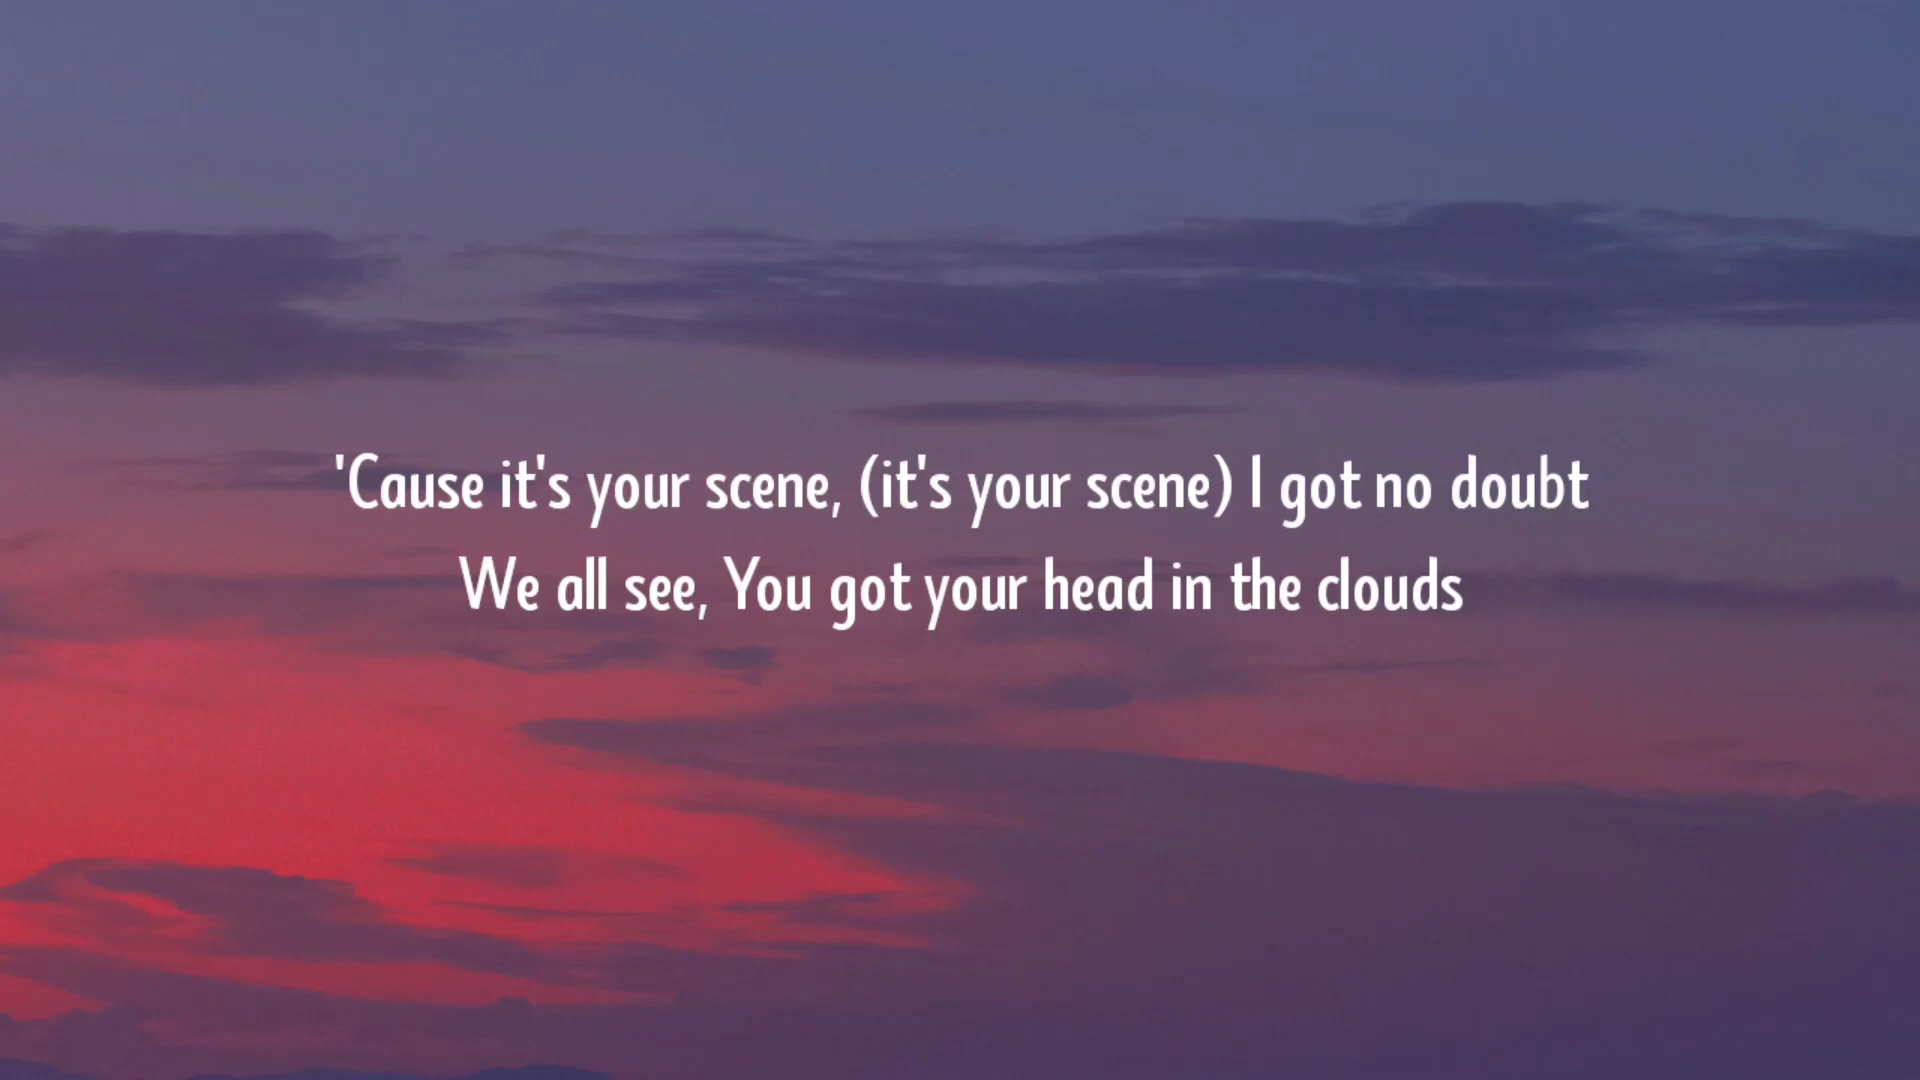 'Cause it's your scene, (it's your scene) I got no doubt
We all see, You got your head in the clouds